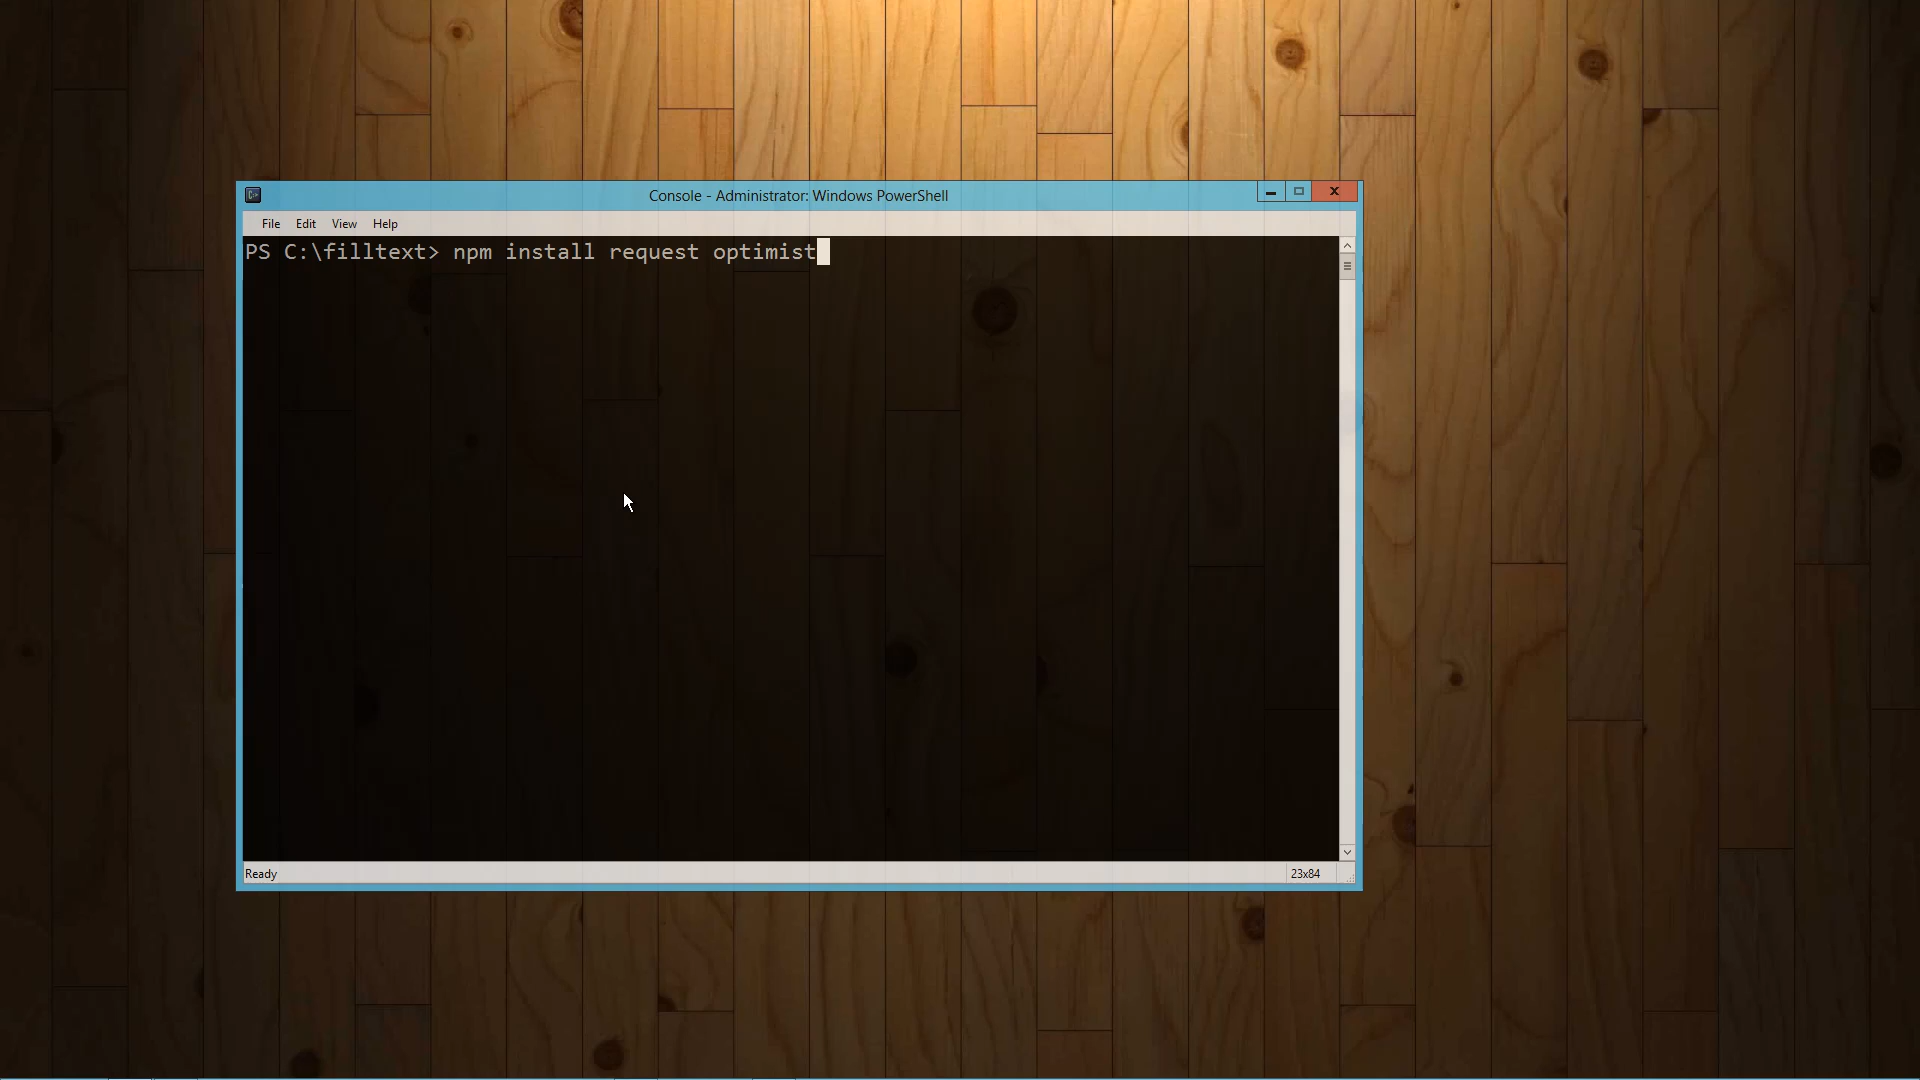 Console - Administrator: Windows PowerShell
File Edit View Help
PS C:\filltext> npm install request optimist
Ready 23x84